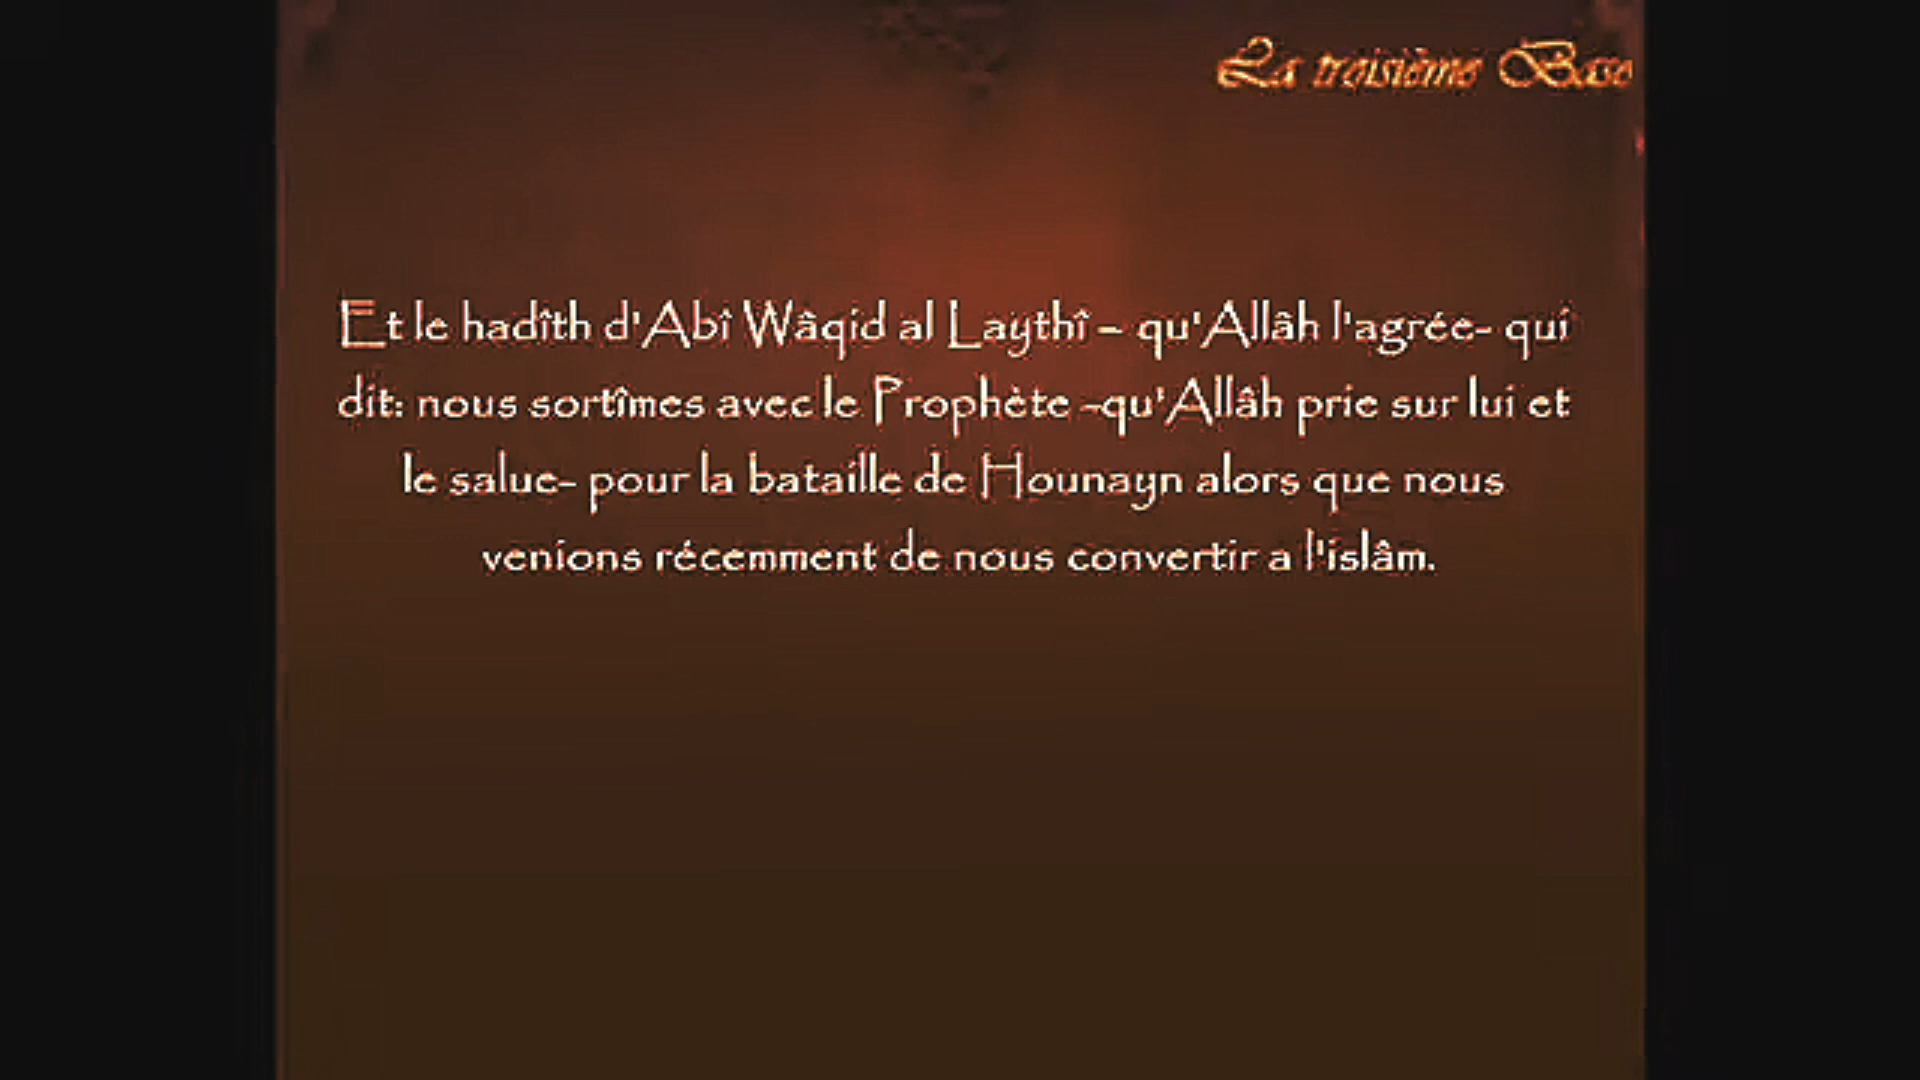 La troisième Base
Et le hadîth d'Abî Wâqid al Laythî – qu'Allâh l'agrée- qui
dit: nous sortîmes avec le Prophète -qu'Allâh prie sur lui et
le salue- pour la bataille de Hounayn alors que nous
venions récemment de nous convertir a l'islâm.